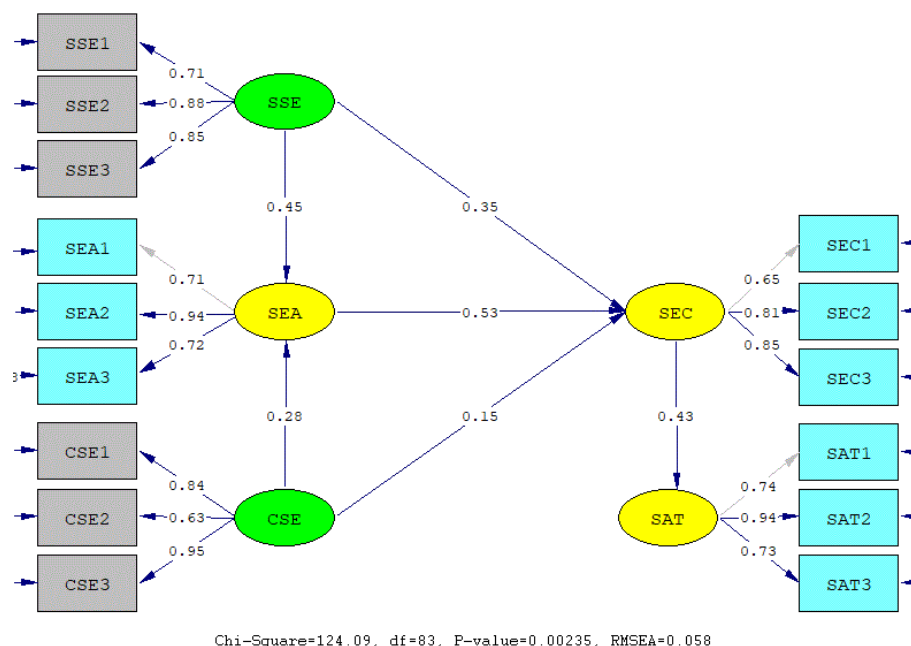 SSE1
0.71
SSE2
0.88
SSE
SSE3
0.85
0.45
0.35
SEA1
0.71
SEA2
0.94
SEA
0.53
SEC
SEA3
0.72
SEC1
0.65
SEC2
0.81
SEC3
0.85
0.28
0.15
0.43
CSE1
0.84
CSE2
0.63
CSE
CSE3
0.95
SAT
SAT1
0.74
SAT2
0.94
SAT3
0.73
Chi-Square=124.09, df=83, P-value=0.00235, RMSEA=0.058